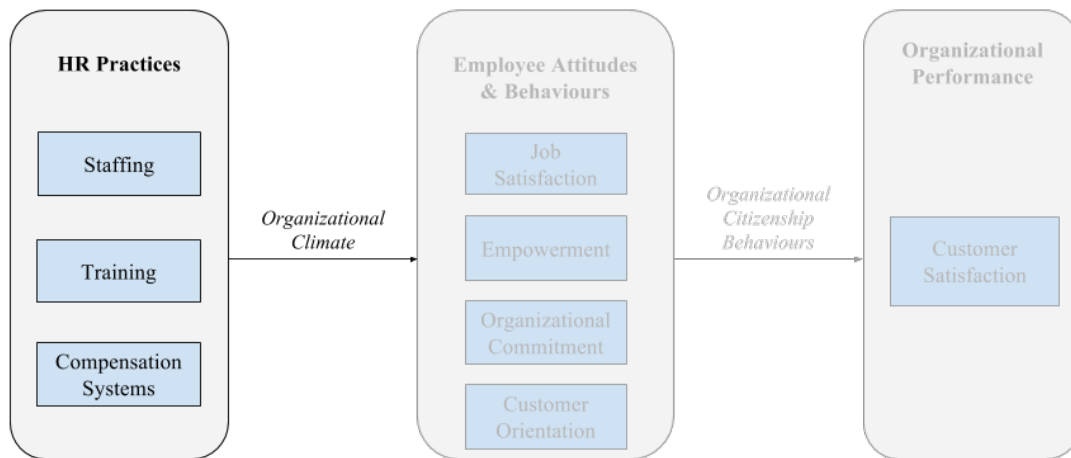 HR Practices
Staffing
Training
Compensation
Systems
Organizational
Climate
Employee Attitudes
& Behaviours
Job
Satisfaction
Empowerment
Organizational
Commitment
Customer
Orientation
Organizational
Citizenship
Behaviours
Organizational
Performance
Customer
Satisfaction